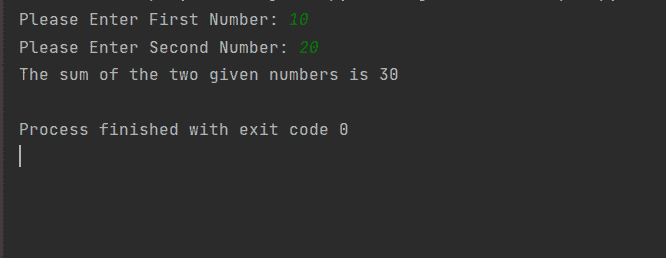 Please Enter First Number: 10
Please Enter Second Number: 20
The sum of the two given numbers is 30
Process finished with exit code 0